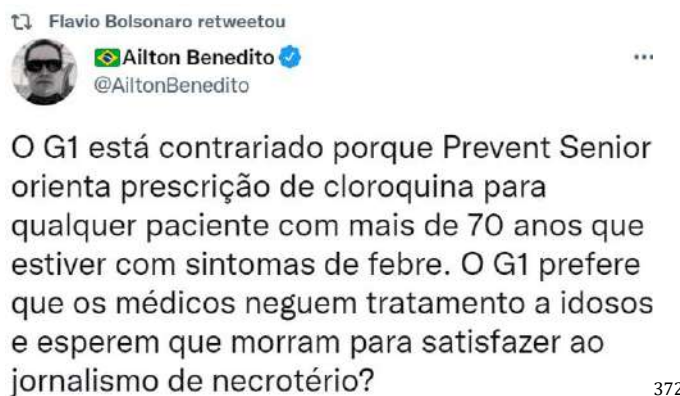 Flavio Bolsonaro retweetou
🇧🇷Ailton Benedito
@AiltonBenedito
...
O G1 está contrariado porque Prevent Senior
orienta prescrição de cloroquina para
qualquer paciente com mais de 70 anos que
estiver com sintomas de febre. O G1 prefere
que os médicos neguem tratamento a idosos
e esperem que morram para satisfazer ao
jornalismo de necrotério?
372